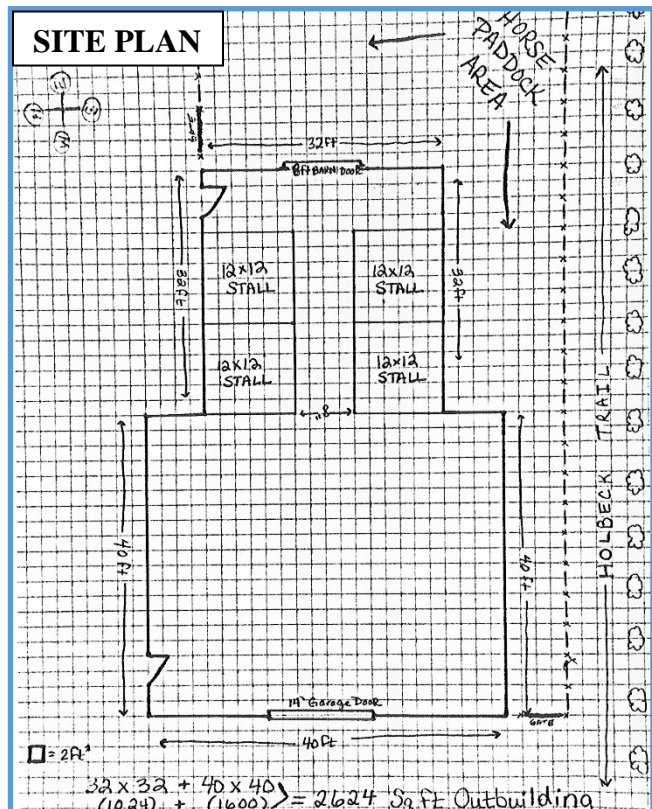 SITE PLAN
HORSE
PADDOCK
AREA
E
N
S
W
GATE
32ft
8ft BARN DOOR
32ft
32ft
12x12
STALL
12x12
STALL
12x12
STALL
12x12
STALL
8"
HOLBECK TRAIL
40ft
40ft
14' Garage Door
GATE
40ft
= 2ft²
32 x 32 + 40 x 40
(1024) + (1600) } = 2624 Sq ft Outbuilding